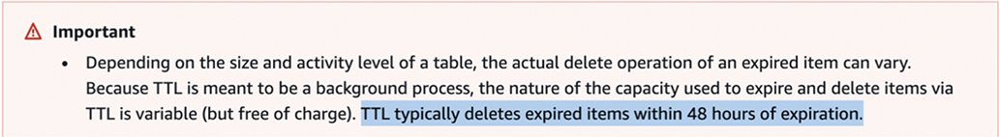 Important
• Depending on the size and activity level of a table, the actual delete operation of an expired item can vary.
Because TTL is meant to be a background process, the nature of the capacity used to expire and delete items via
TTL is variable (but free of charge). TTL typically deletes expired items within 48 hours of expiration.